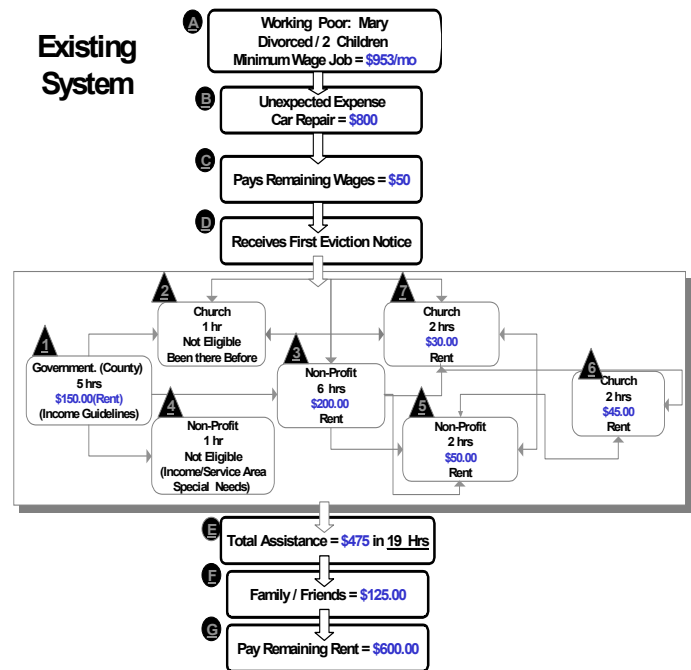 Existing
System
A
Working Poor: Mary
Divorced / 2 Children
Minimum Wage Job = $953/mo
B
Unexpected Expense
Car Repair = $800
C
Pays Remaining Wages = $50
D
Receives First Eviction Notice
1
Government. (County)
5 hrs
$150.00(Rent)
(Income Guidelines)
2
Church
1 hr
Not Eligible
Been there Before
3
Non-Profit
6 hrs
$200.00
Rent
4
Non-Profit
1 hr
Not Eligible
(Income/Service Area
Special Needs)
5
Non-Profit
2 hrs
$50.00
Rent
6
Church
2 hrs
$45.00
Rent
7
Church
2 hrs
$30.00
Rent
E
Total Assistance = $475 in 19 Hrs
F
Family / Friends = $125.00
G
Pay Remaining Rent = $600.00